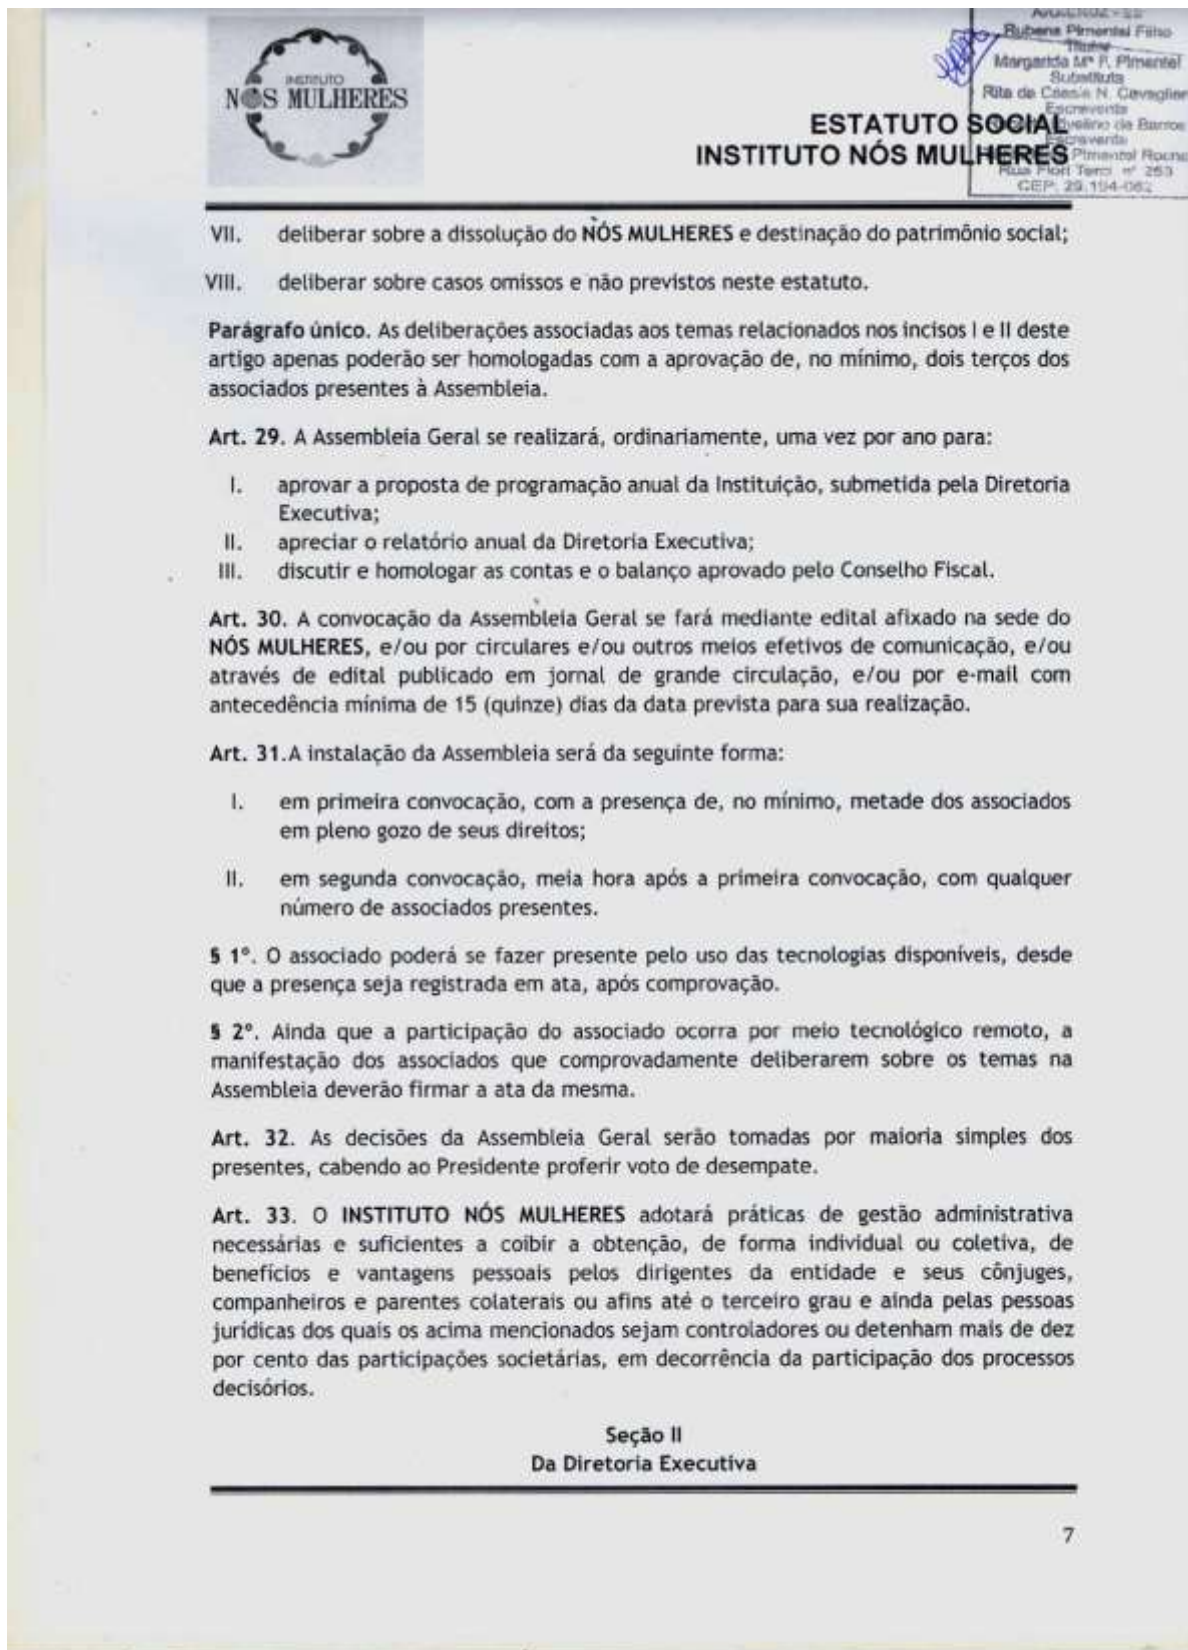 INSTITUTO
NÓS MULHERES
ARACRUZ - ES
Rubens Pimentel Filho
Titular
Margarida Mª P. Pimentel
Substituta
Rita de Cássia N. Cavaglieri
Escrevente
de Barros
Escrevente
Pimentel Rocha
Rua Fiori Terci nº 263
CEP: 29.194-062
ESTATUTO SOCIAL
INSTITUTO NÓS MULHERES
VII. deliberar sobre a dissolução do NÓS MULHERES e destinação do patrimônio social;
VIII. deliberar sobre casos omissos e não previstos neste estatuto.
Parágrafo único. As deliberações associadas aos temas relacionados nos incisos I e II deste
artigo apenas poderão ser homologadas com a aprovação de, no mínimo, dois terços dos
associados presentes à Assembleia.
Art. 29. A Assembleia Geral se realizará, ordinariamente, uma vez por ano para:
I. aprovar a proposta de programação anual da Instituição, submetida pela Diretoria
Executiva;
II. apreciar o relatório anual da Diretoria Executiva;
III. discutir e homologar as contas e o balanço aprovado pelo Conselho Fiscal.
Art. 30. A convocação da Assembleia Geral se fará mediante edital afixado na sede do
NÓS MULHERES, e/ou por circulares e/ou outros meios efetivos de comunicação, e/ou
através de edital publicado em jornal de grande circulação, e/ou por e-mail com
antecedência mínima de 15 (quinze) dias da data prevista para sua realização.
Art. 31.A instalação da Assembleia será da seguinte forma:
I. em primeira convocação, com a presença de, no mínimo, metade dos associados
em pleno gozo de seus direitos;
II. em segunda convocação, meia hora após a primeira convocação, com qualquer
número de associados presentes.
§ 1º. O associado poderá se fazer presente pelo uso das tecnologias disponíveis, desde
que a presença seja registrada em ata, após comprovação.
§ 2º. Ainda que a participação do associado ocorra por meio tecnológico remoto, a
manifestação dos associados que comprovadamente deliberarem sobre os temas na
Assembleia deverão firmar a ata da mesma.
Art. 32. As decisões da Assembleia Geral serão tomadas por maioria simples dos
presentes, cabendo ao Presidente proferir voto de desempate.
Art. 33. O INSTITUTO NÓS MULHERES adotará práticas de gestão administrativa
necessárias e suficientes a coibir a obtenção, de forma individual ou coletiva, de
benefícios e vantagens pessoais pelos dirigentes da entidade e seus cônjuges,
companheiros e parentes colaterais ou afins até o terceiro grau e ainda pelas pessoas
jurídicas dos quais os acima mencionados sejam controladores ou detenham mais de dez
por cento das participações societárias, em decorrência da participação dos processos
decisórios.
Seção II
Da Diretoria Executiva
7